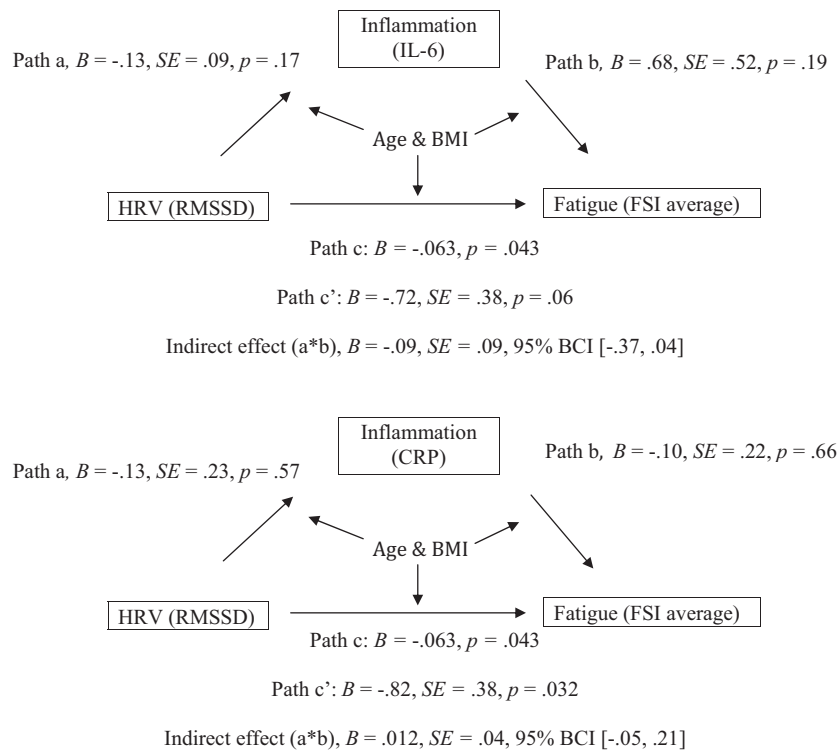 Inflammation
(IL-6)
Path a, B = -.13, SE = .09, p = .17
Path b, B = .68, SE = .52, p = .19
Age & BMI
HRV (RMSSD)
Fatigue (FSI average)
Path c: B = -.063, p = .043
Path c’: B = -.72, SE = .38, p = .06
Indirect effect (a*b), B = -.09, SE = .09, 95% BCI [-.37, .04]
Inflammation
(CRP)
Path a, B = -.13, SE = .23, p = .57
Path b, B = -.10, SE = .22, p = .66
Age & BMI
HRV (RMSSD)
Fatigue (FSI average)
Path c: B = -.063, p = .043
Path c’: B = -.82, SE = .38, p = .032
Indirect effect (a*b), B = .012, SE = .04, 95% BCI [-.05, .21]